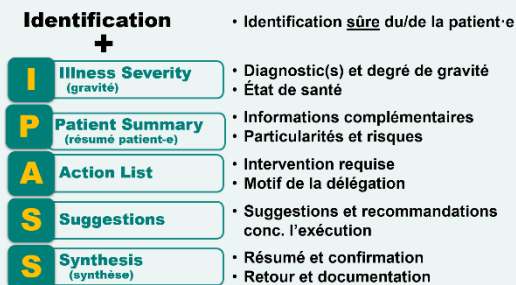 Identification
• Identification sûre du/de la patient·e
+
I
Illness Severity
(gravité)
• Diagnostic(s) et degré de gravité
• État de santé
P
Patient Summary
(résumé patient-e)
• Informations complémentaires
• Particularités et risques
A
Action List
• Intervention requise
• Motif de la délégation
S
Suggestions
• Suggestions et recommandations
conc. l’exécution
S
Synthesis
(synthèse)
• Résumé et confirmation
• Retour et documentation